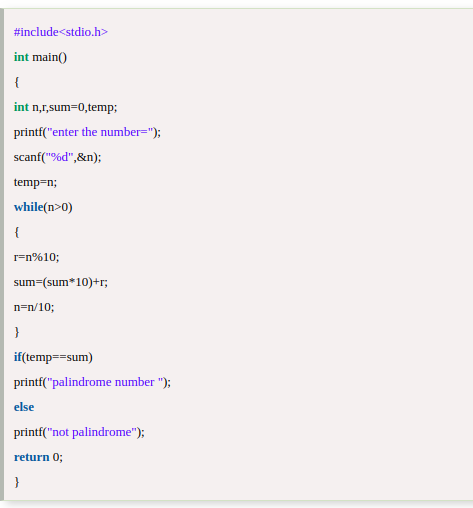 #include<stdio.h>
int main()
{
int n,r,sum=0,temp;
printf("enter the number=");
scanf("%d",&n);
temp=n;
while(n>0)
{
r=n%10;
sum=(sum*10)+r;
n=n/10;
}
if(temp==sum)
printf("palindrome number ");
else
printf("not palindrome");
return 0;
}